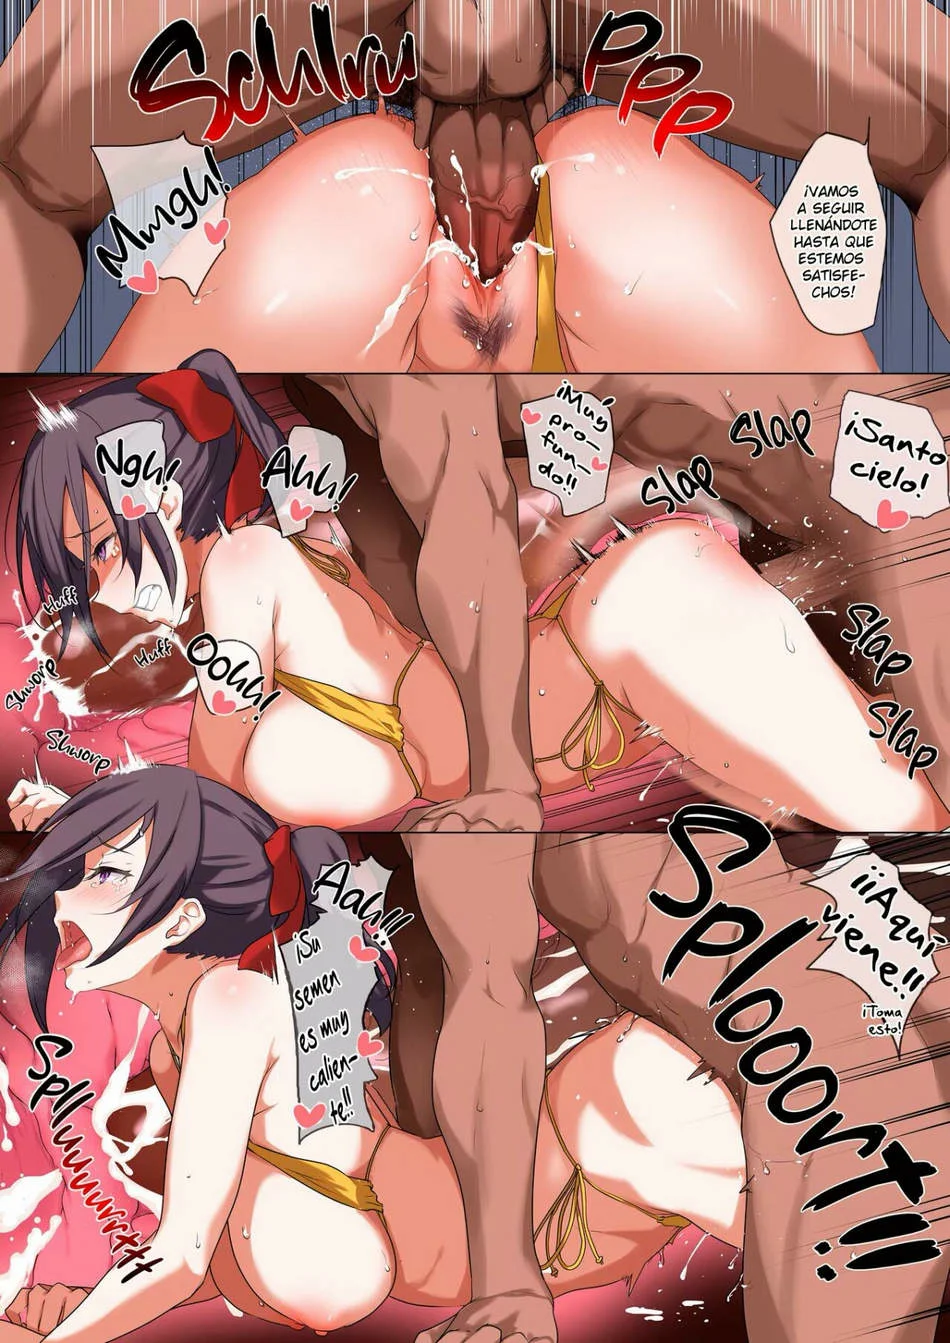 Schlru
PPP
Mmgh!
¡VAMOS
A SEGUIR
LLENÁNDOTE
HASTA QUE
ESTEMOS
SATISFE-
CHOS!
Ngh!
Ahh!
¡Muy
pro-
fun-
do!!
Slap
Slap
¡Santo
cielo!
Huff
Huff
Shworp
Shworp
Oohh!
Slap
Slap
Aah!!
¡Su
semen
es muy
calien-
te!!
¡¡Aquí
viene!!
¡Toma
esto!
Splooort!!
Splluuuurrttt